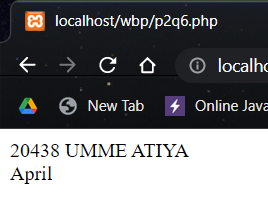 localhost/wbp/p2q6.php
localho
New Tab
Online Java
20438 UMME ATIYA
April